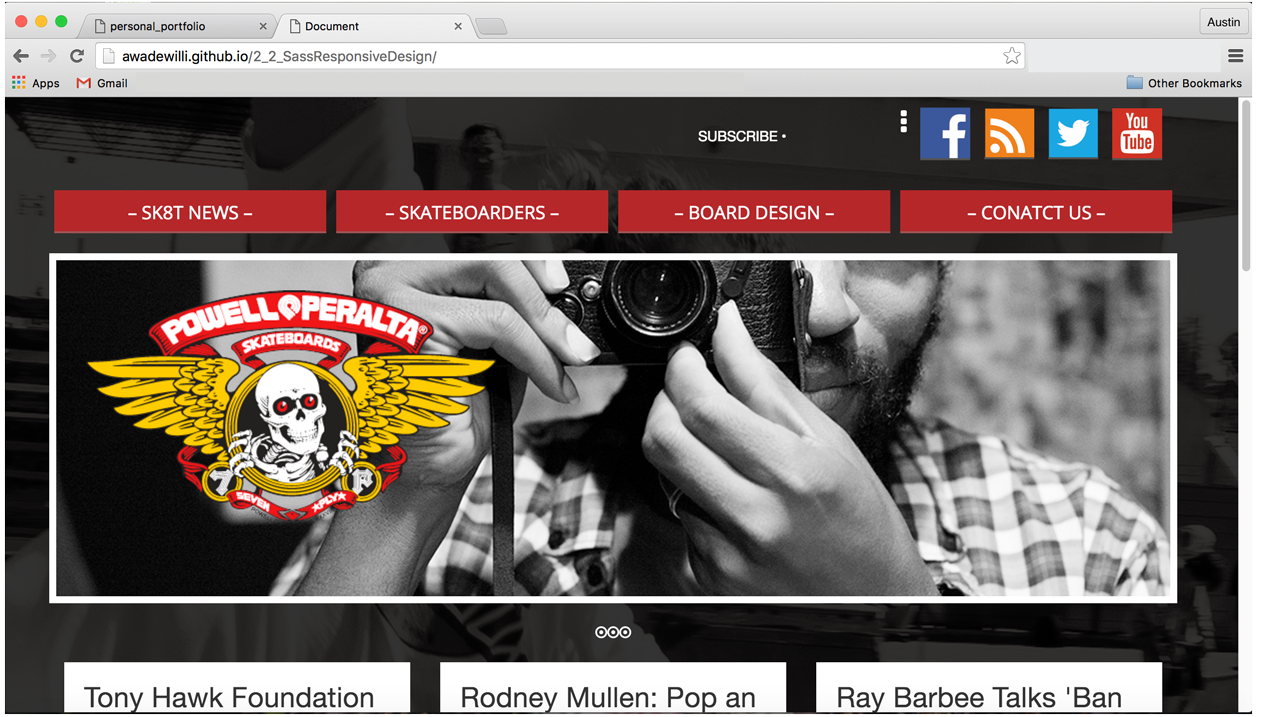 personal_portfolio
Document
Austin
awadewilli.github.io/2_2_SassResponsiveDesign/
Apps Gmail Other Bookmarks
SUBSCRIBE •
You
Tube
– SK8T NEWS – – SKATEBOARDERS – – BOARD DESIGN – – CONATCT US –
POWELL PERALTA®
SKATEBOARDS
7 P
SEVEN PLY
Tony Hawk Foundation Rodney Mullen: Pop an Ray Barbee Talks 'Ban